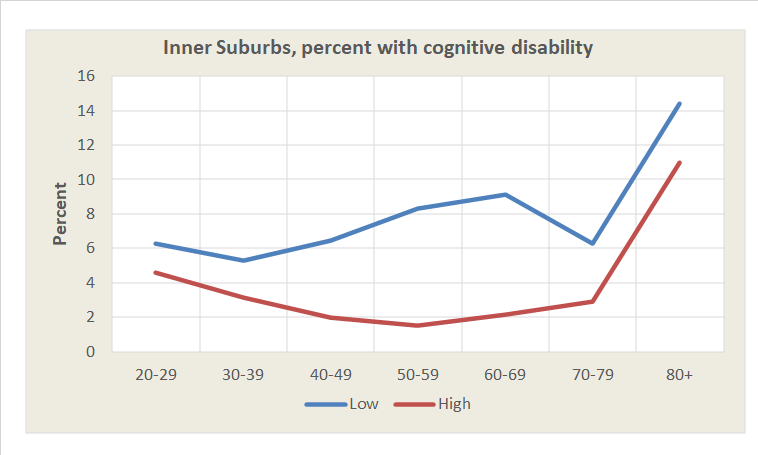 Inner Suburbs, percent with cognitive disability
16
14
12
10
8
6
4
2
0
Percent
20-29 30-39 40-49 50-59 60-69 70-79 80+
Low High